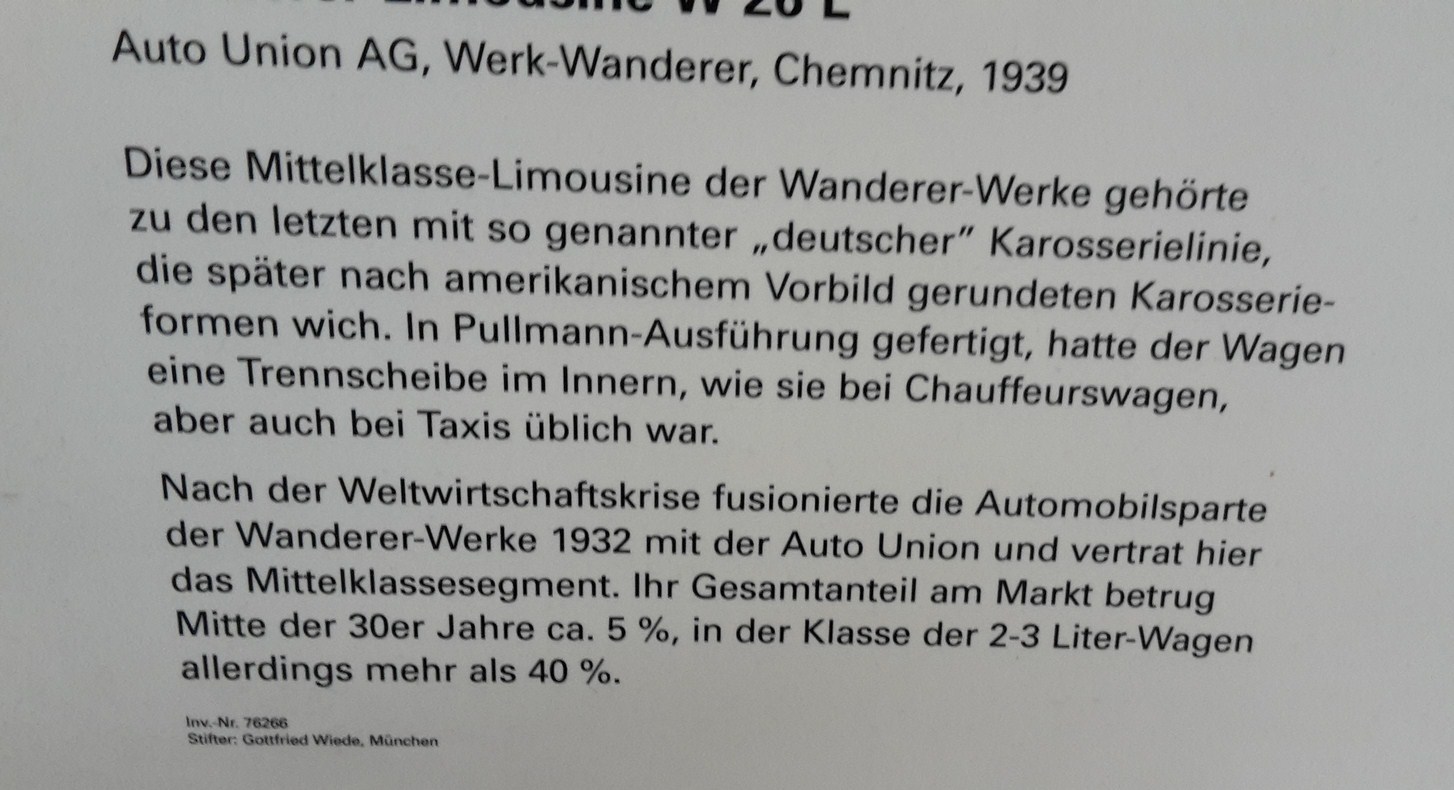 Limousine W 26 L
Auto Union AG, Werk-Wanderer, Chemnitz, 1939
Diese Mittelklasse-Limousine der Wanderer-Werke gehörte
zu den letzten mit so genannter „deutscher” Karosserielinie,
die später nach amerikanischem Vorbild gerundeten Karosserie-
formen wich. In Pullmann-Ausführung gefertigt, hatte der Wagen
eine Trennscheibe im Innern, wie sie bei Chauffeurswagen,
aber auch bei Taxis üblich war.
Nach der Weltwirtschaftskrise fusionierte die Automobilsparte
der Wanderer-Werke 1932 mit der Auto Union und vertrat hier
das Mittelklassesegment. Ihr Gesamtanteil am Markt betrug
Mitte der 30er Jahre ca. 5 %, in der Klasse der 2-3 Liter-Wagen
allerdings mehr als 40 %.
Inv.-Nr. 76266
Stifter: Gottfried Wiede, München